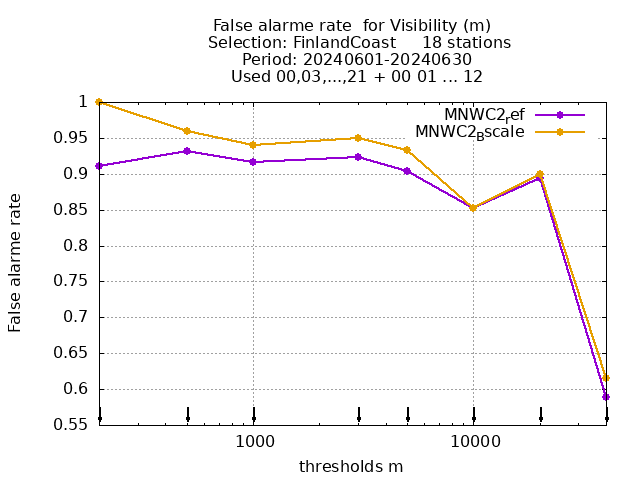 False alarme rate  for Visibility (m)
Selection: FinlandCoast     18 stations
Period: 20240601-20240630
Used 00,03,...,21 + 00 01 ... 12
MNWC2ref
MNWC2Bscale
1
0.95
0.9
0.85
0.8
0.75
0.7
0.65
0.6
0.55
False alarme rate
1000
10000
thresholds m